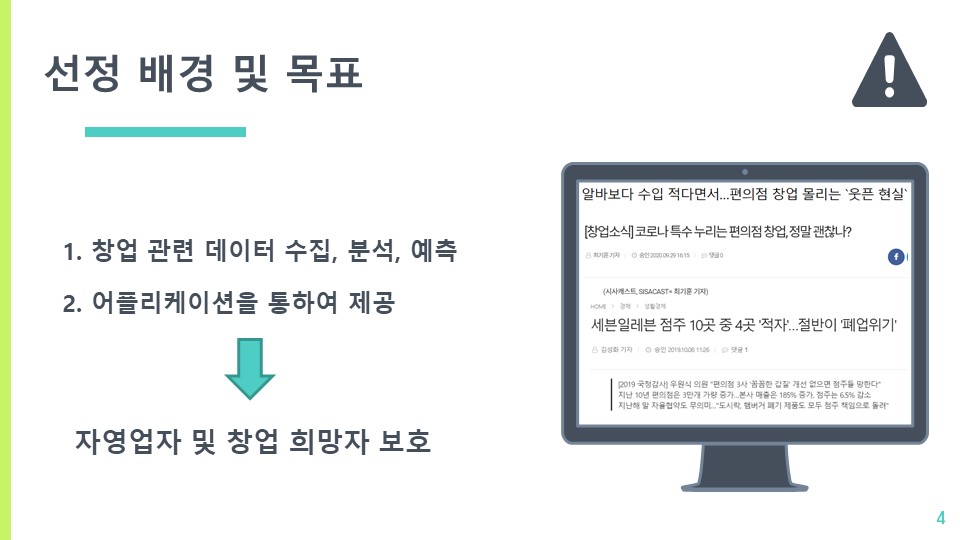 선정 배경 및 목표
1. 창업 관련 데이터 수집, 분석, 예측
2. 어플리케이션을 통하여 제공
자영업자 및 창업 희망자 보호
알바보다 수입 적다면서...편의점 창업 몰리는 `웃픈 현실`
[창업소식] 코로나 특수 누리는 편의점 창업, 정말 괜찮나?
최기훈 기자 | 승인 2020.09.29 16:15 | 댓글 0
f
(시사캐스트, SISACAST= 최기훈 기자)
HOME > 경제 > 생활경제
세븐일레븐 점주 10곳 중 4곳 '적자'...절반이 '폐업위기'
김성화 기자 | 승인 2019.10.08 11:26 | 댓글 1
[2019 국정감사] 우원식 의원 "편의점 3사 '꼼꼼한 갑질' 개선 없으면 점주들 망한다"
지난 10년 편의점은 3만개 가량 증가...본사 매출은 185% 증가, 점주는 6.5% 감소
지난해 말 자율협약도 무의미..."도시락, 햄버거 폐기 제품도 모두 점주 책임으로 돌려"
4